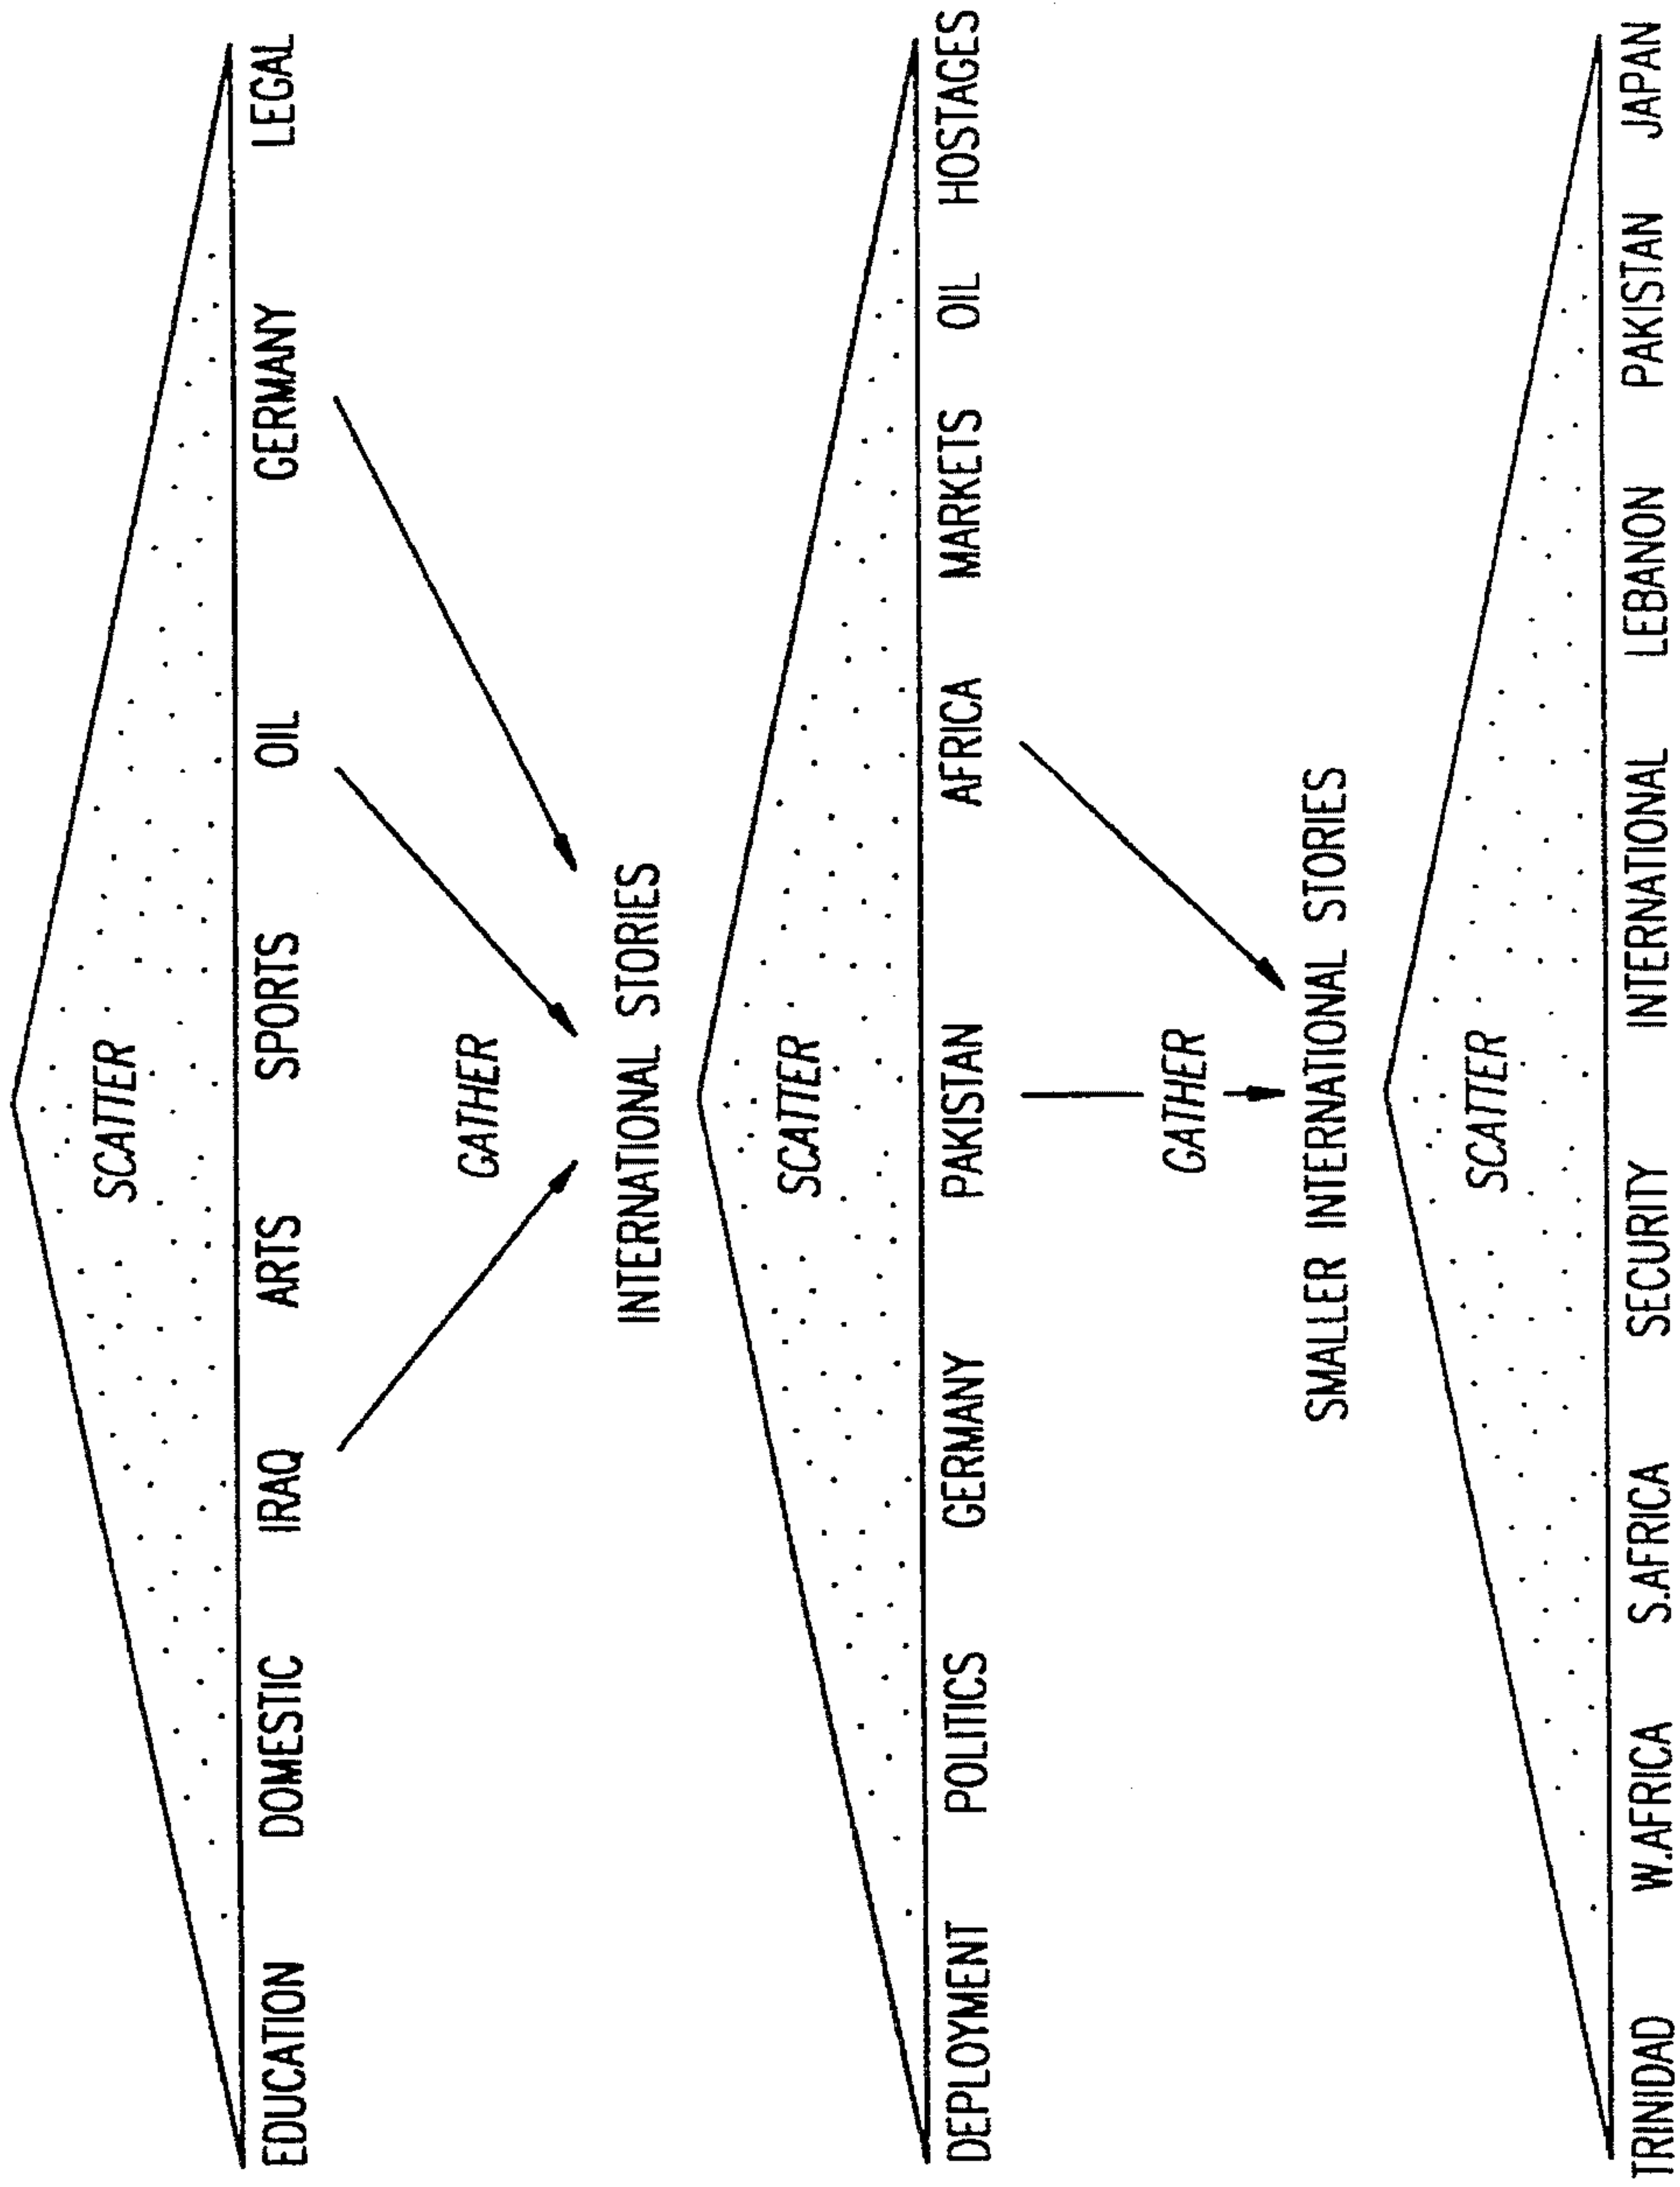 SCATTER
EDUCATION DOMESTIC IRAQ ARTS SPORTS OIL GERMANY LEGAL
GATHER
INTERNATIONAL STORIES
SCATTER
DEPLOYMENT POLITICS GERMANY PAKISTAN AFRICA MARKETS OIL HOSTAGES
GATHER
SMALLER INTERNATIONAL STORIES
SCATTER
TRINIDAD W.AFRICA S.AFRICA SECURITY INTERNATIONAL LEBANON PAKISTAN JAPAN